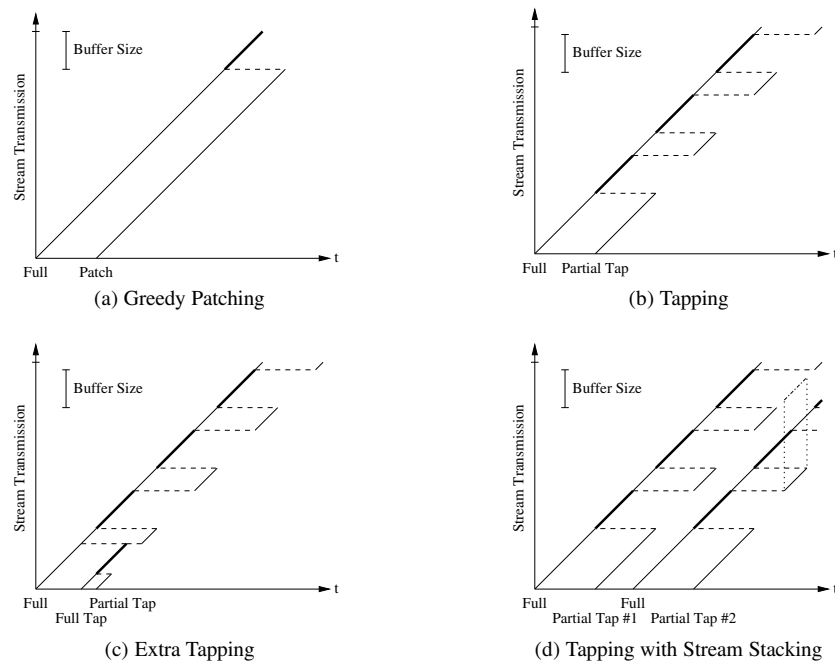 Buffer Size
Stream Transmission
t
Full
Patch
(a) Greedy Patching
Buffer Size
Stream Transmission
t
Full
Partial Tap
(b) Tapping
Buffer Size
Stream Transmission
t
Full
Partial Tap
Full Tap
(c) Extra Tapping
Buffer Size
Stream Transmission
t
Full
Full
Partial Tap #1
Partial Tap #2
(d) Tapping with Stream Stacking